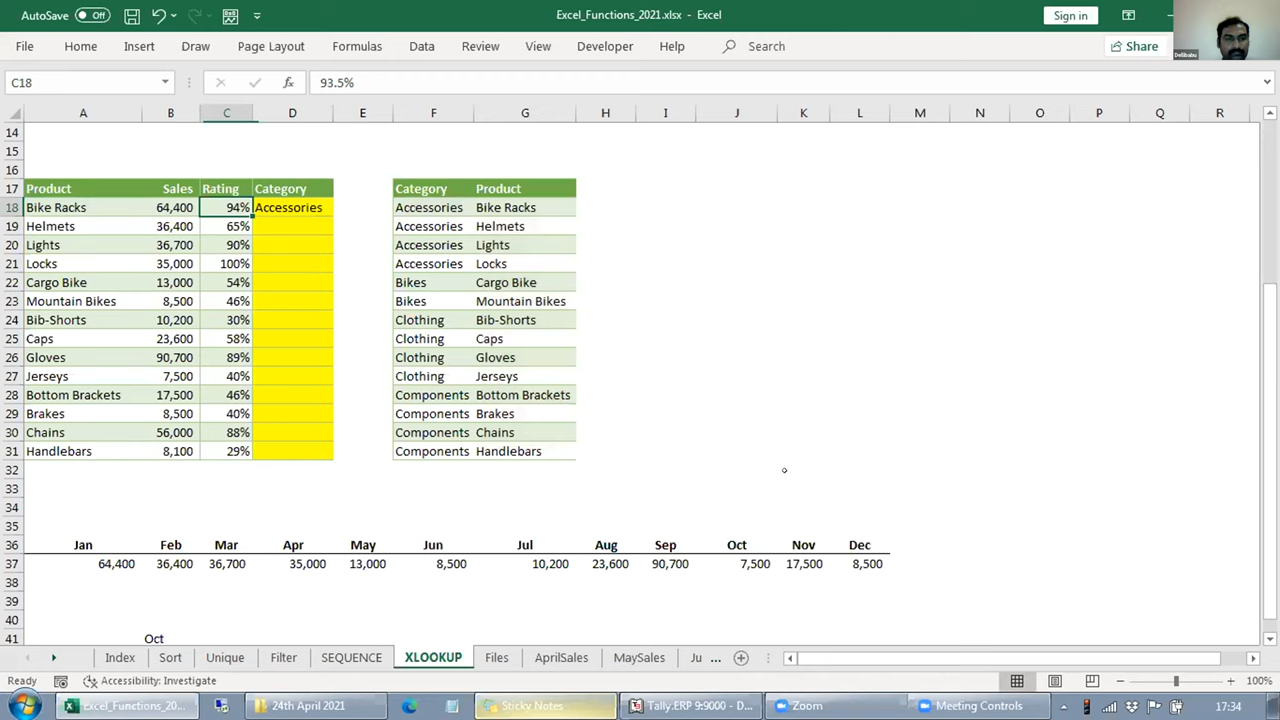 AutoSave Off Excel_Functions_2021.xlsx - Excel Sign in
File Home Insert Draw Page Layout Formulas Data Review View Developer Help Search Share
Dellibabu
C18 fx 93.5%
A B C D E F G H I J K L M N O P Q R
14
15
16
17 Product Sales Rating Category Category Product
18 Bike Racks 64,400 94% Accessories Accessories Bike Racks
19 Helmets 36,400 65% Accessories Helmets
20 Lights 36,700 90% Accessories Lights
21 Locks 35,000 100% Accessories Locks
22 Cargo Bike 13,000 54% Bikes Cargo Bike
23 Mountain Bikes 8,500 46% Bikes Mountain Bikes
24 Bib-Shorts 10,200 30% Clothing Bib-Shorts
25 Caps 23,600 58% Clothing Caps
26 Gloves 90,700 89% Clothing Gloves
27 Jerseys 7,500 40% Clothing Jerseys
28 Bottom Brackets 17,500 46% Components Bottom Brackets
29 Brakes 8,500 40% Components Brakes
30 Chains 56,000 88% Components Chains
31 Handlebars 8,100 29% Components Handlebars
32
33
34
35
36 Jan Feb Mar Apr May Jun Jul Aug Sep Oct Nov Dec
37 64,400 36,400 36,700 35,000 13,000 8,500 10,200 23,600 90,700 7,500 17,500 8,500
38
39
40
41 Oct
Index Sort Unique Filter SEQUENCE XLOOKUP Files AprilSales MaySales Ju ...
Ready Accessibility: Investigate 100%
Excel_Functions_20... 24th April 2021 Sticky Notes Tally.ERP 9:9000 - D... Zoom Meeting Controls 17:34